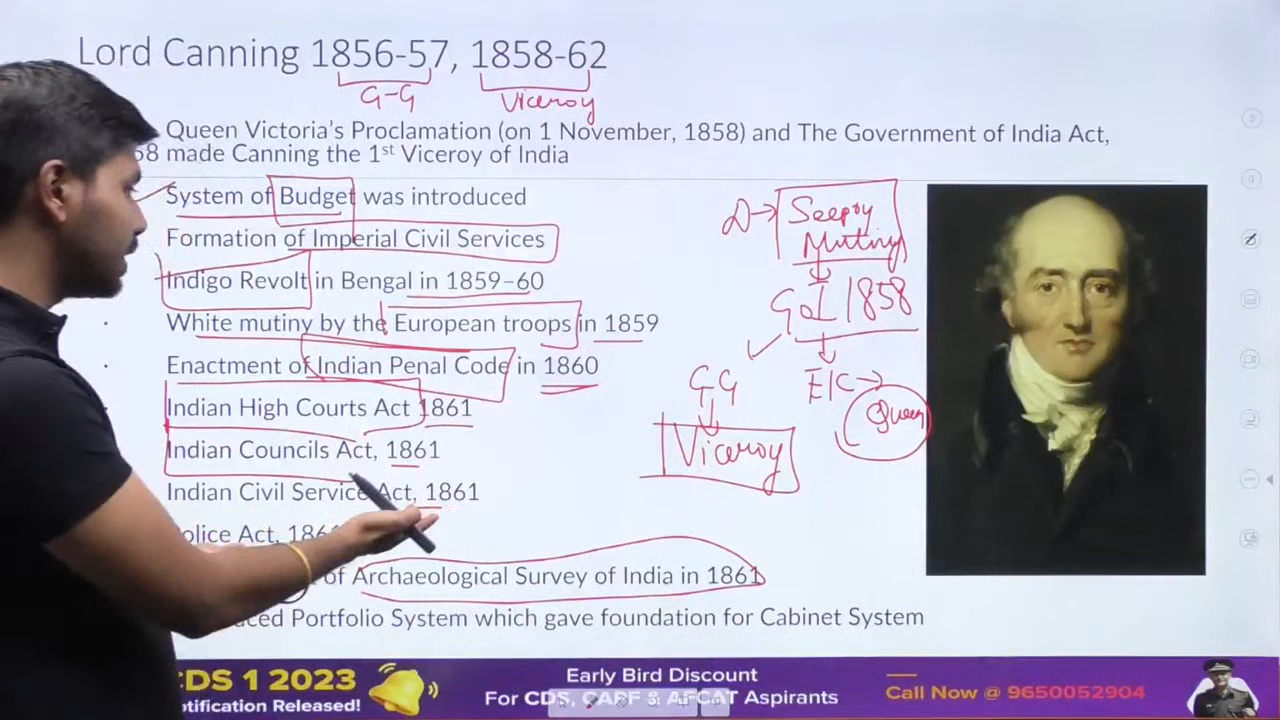 Lord Canning 1856-57, 1858-62
G-G
Viceroy
Queen Victoria's Proclamation (on 1 November, 1858) and The Government of India Act,
58 made Canning the 1st Viceroy of India
System of Budget was introduced
Formation of Imperial Civil Services
Indigo Revolt in Bengal in 1859–60
White mutiny by the European troops in 1859
Enactment of Indian Penal Code in 1860
Indian High Courts Act 1861
Indian Councils Act, 1861
Indian Civil Service Act, 1861
Police Act, 186
of Archaeological Survey of India in 1861
Portfolio System which gave foundation for Cabinet System
Seepoy
Mutiny
GoI 1858
GG
E/C
Queen
Viceroy
CDS 1 2023
Notification Released!
Early Bird Discount
For CDS, CAPF & AFCAT Aspirants
Call Now @ 9650052904